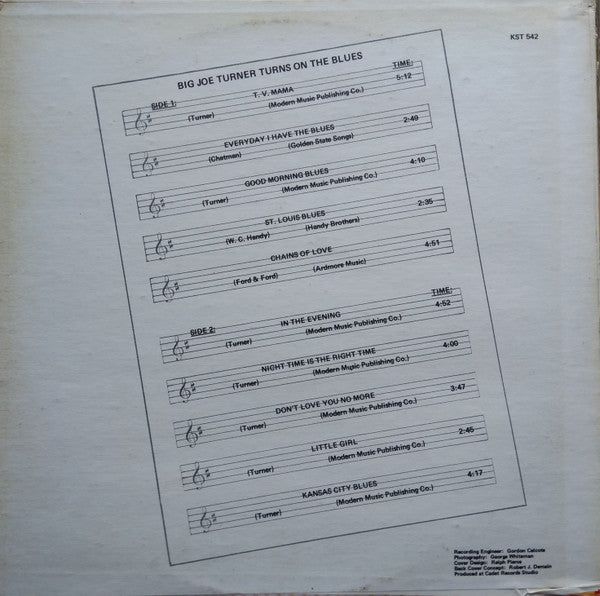 KST 542
BIG JOE TURNER TURNS ON THE BLUES
SIDE 1: T. V. MAMA TIME: 5:12
(Turner) (Modern Music Publishing Co.)
EVERYDAY I HAVE THE BLUES 2:49
(Chatman) (Golden State Songs)
GOOD MORNING BLUES 4:10
(Turner) (Modern Music Publishing Co.)
ST. LOUIS BLUES 2:35
(W. C. Handy) (Handy Brothers)
CHAINS OF LOVE 4:51
(Ford & Ford) (Ardmore Music)
SIDE 2: IN THE EVENING TIME: 4:52
(Turner) (Modern Music Publishing Co.)
NIGHT TIME IS THE RIGHT TIME 4:00
(Turner) (Modern Music Publishing Co.)
DON'T LOVE YOU NO MORE 3:47
(Turner) (Modern Music Publishing Co.)
LITTLE GIRL 2:45
(Turner) (Modern Music Publishing Co.)
KANSAS CITY BLUES 4:17
(Turner) (Modern Music Publishing Co.)
Recording Engineer: Gordon
Photography: George Whiteman
Cover Design: Ralph Pierce
Back Cover Concept: Robert J. Demain
Produced at Cadet Records Studio